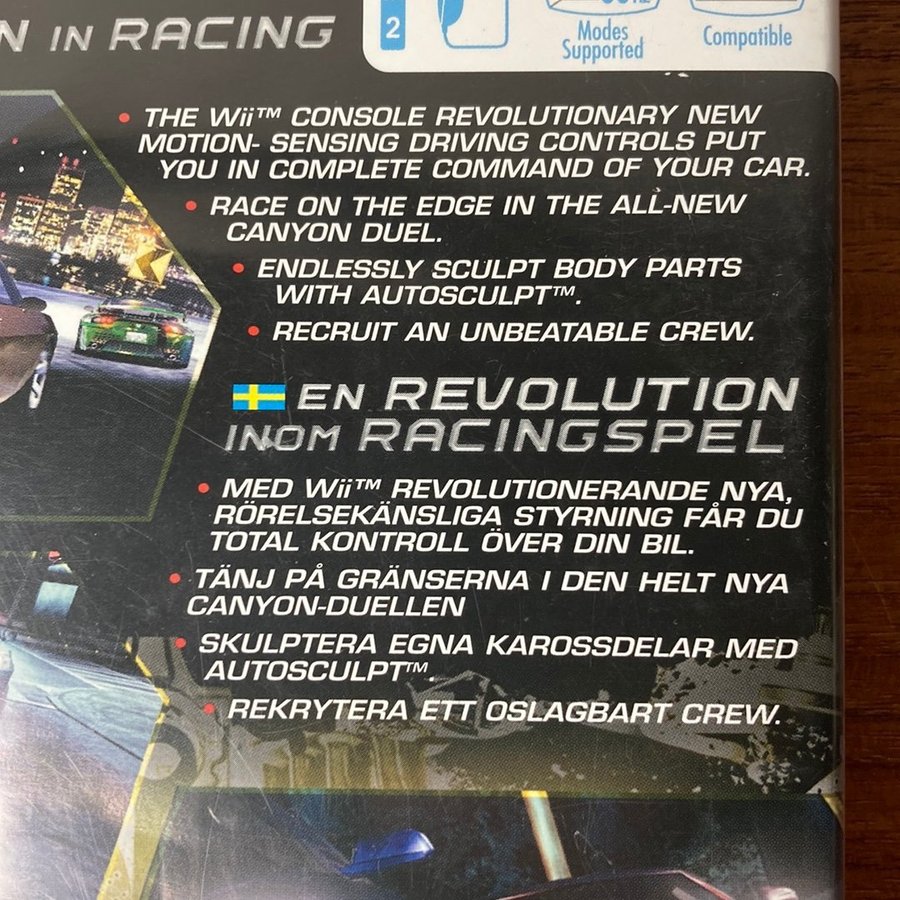 IN RACING
2
Modes
Supported
Compatible
• THE Wii™ CONSOLE REVOLUTIONARY NEW
MOTION- SENSING DRIVING CONTROLS PUT
YOU IN COMPLETE COMMAND OF YOUR CAR.
• RACE ON THE EDGE IN THE ALL-NEW
CANYON DUEL.
• ENDLESSLY SCULPT BODY PARTS
WITH AUTOSCULPT™.
• RECRUIT AN UNBEATABLE CREW.
EN REVOLUTION
INOM RACINGSPEL
• MED Wii™ REVOLUTIONERANDE NYA,
RÖRELSEKÄNSLIGA STYRNING FÅR DU
TOTAL KONTROLL ÖVER DIN BIL.
• TÄNJ PÅ GRÄNSERNA I DEN HELT NYA
CANYON-DUELLEN
• SKULPTERA EGNA KAROSSDELAR MED
AUTOSCULPT™.
• REKRYTERA ETT OSLAGBART CREW.